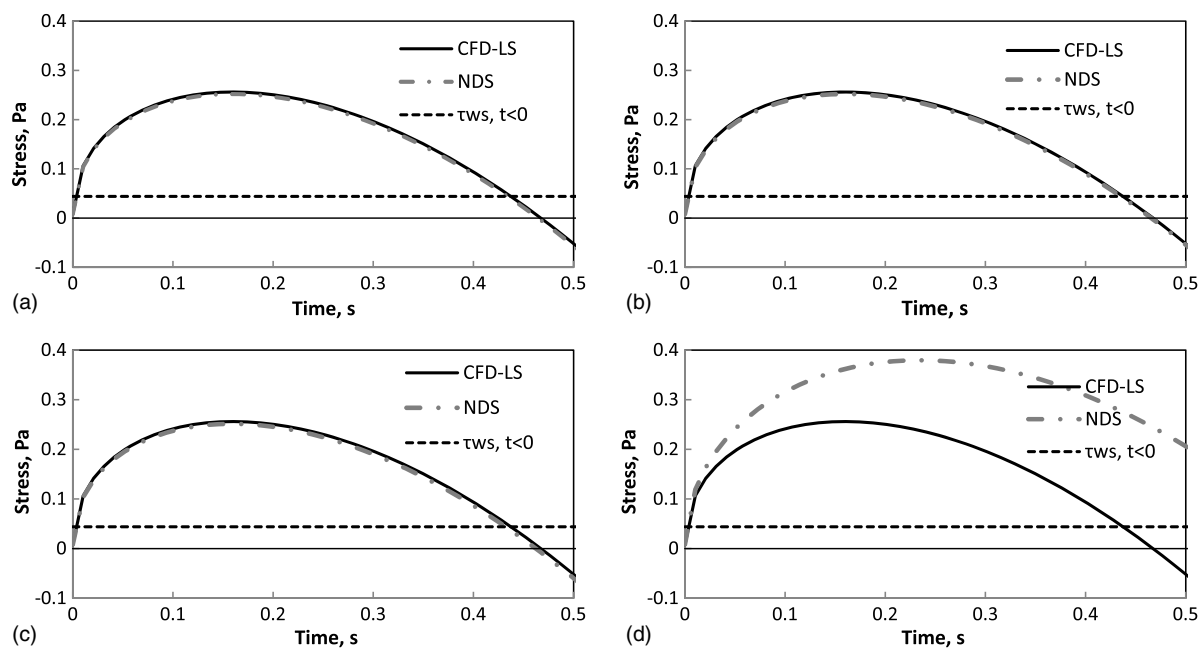 0.4
0.3
0.2
0.1
0
-0.1
Stress, Pa
CFD-LS
NDS
τws, t<0
0 0.1 0.2 0.3 0.4 0.5
Time, s
(a)
0.4
0.3
0.2
0.1
0
-0.1
Stress, Pa
CFD-LS
NDS
τws, t<0
0 0.1 0.2 0.3 0.4 0.5
Time, s
(b)
0.4
0.3
0.2
0.1
0
-0.1
Stress, Pa
CFD-LS
NDS
τws, t<0
0 0.1 0.2 0.3 0.4 0.5
Time, s
(c)
0.4
0.3
0.2
0.1
0
-0.1
Stress, Pa
CFD-LS
NDS
τws, t<0
0 0.1 0.2 0.3 0.4 0.5
Time, s
(d)